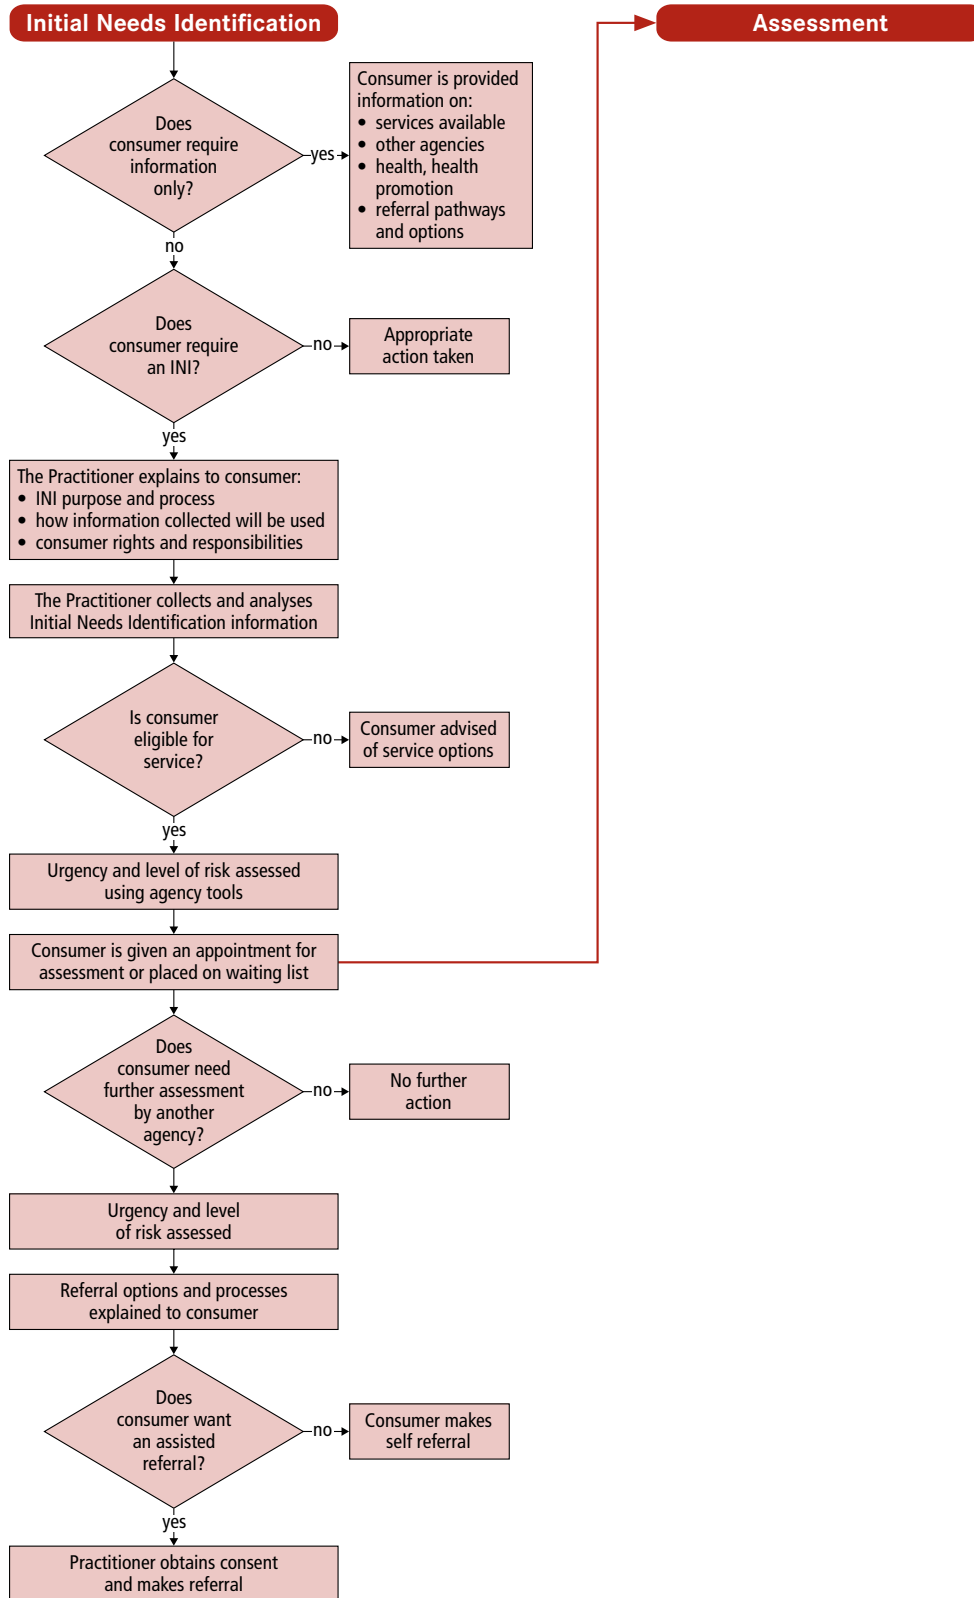 Initial Needs Identification
Assessment
Does
consumer require
information
only?
yes
Consumer is provided
information on:
• services available
• other agencies
• health, health
promotion
• referral pathways
and options
no
Does
consumer require
an INI?
no
Appropriate
action taken
yes
The Practitioner explains to consumer:
• INI purpose and process
• how information collected will be used
• consumer rights and responsibilities
The Practitioner collects and analyses
Initial Needs Identification information
Is consumer
eligible for
service?
no
Consumer advised
of service options
yes
Urgency and level of risk assessed
using agency tools
Consumer is given an appointment for
assessment or placed on waiting list
Does
consumer need
further assessment
by another
agency?
no
No further
action
Urgency and level
of risk assessed
Referral options and processes
explained to consumer
Does
consumer want
an assisted
referral?
no
Consumer makes
self referral
yes
Practitioner obtains consent
and makes referral